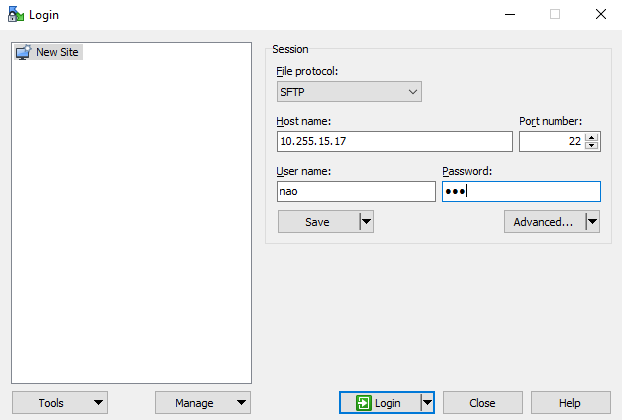 Login
New Site
Session
File protocol:
SFTP
Host name:
Port number:
10.255.15.17
22
User name:
Password:
nao
●●●
Save
Advanced...
Tools
Manage
Login
Close
Help